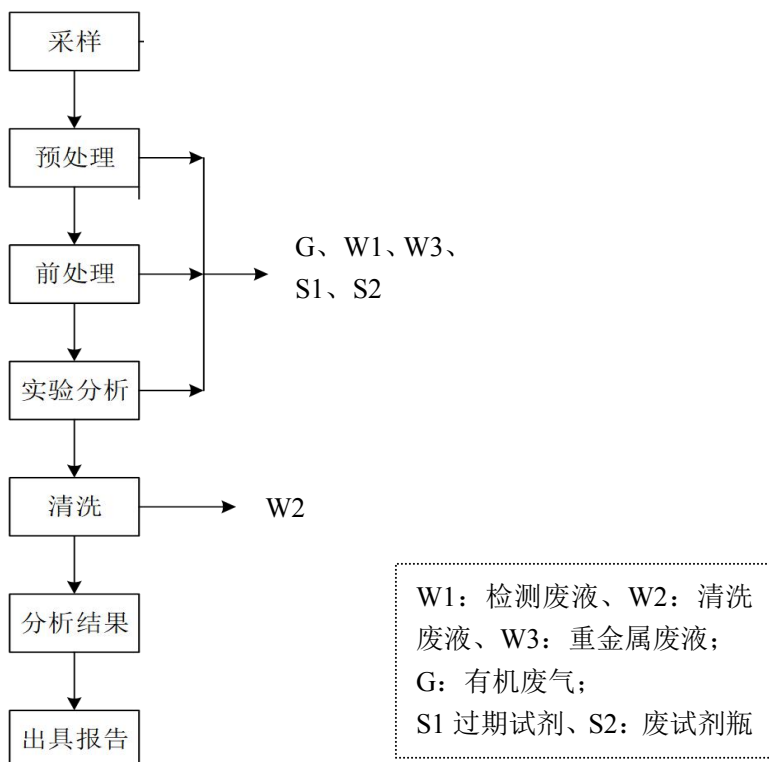 采样
预处理
前处理
G、W1、W3、
S1、S2
实验分析
清洗
W2
分析结果
出具报告
W1：检测废液、W2：清洗
废液、W3：重金属废液；
G：有机废气；
S1 过期试剂、S2：废试剂瓶